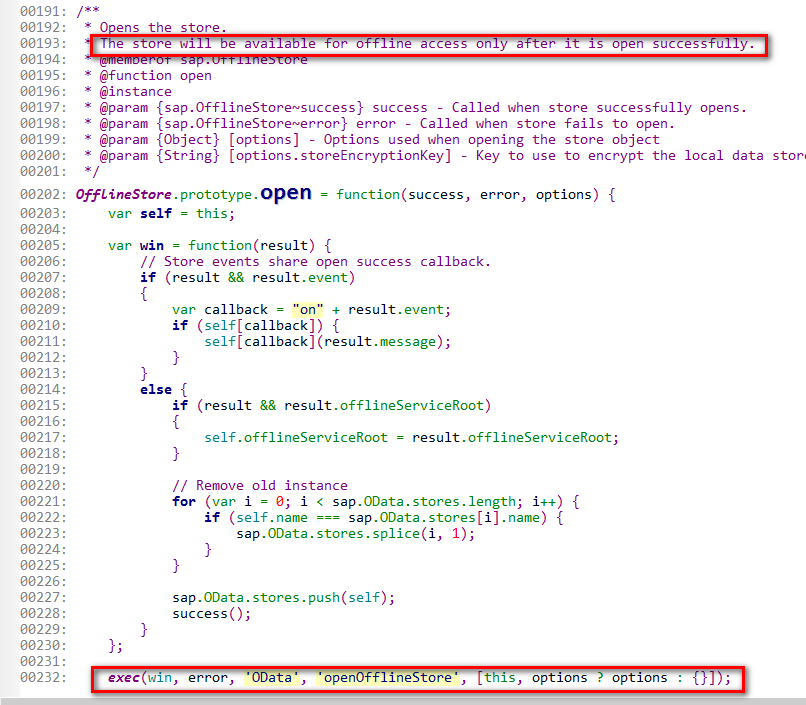 00191: /**
00192:  * Opens the store.
00193:  * The store will be available for offline access only after it is open successfully.
00194:  * @memberof sap.OfflineStore
00195:  * @function open
00196:  * @instance
00197:  * @param {sap.OfflineStore~success} success - Called when store successfully opens.
00198:  * @param {sap.OfflineStore~error} error - Called when store fails to open.
00199:  * @param {Object} [options] - Options used when opening the store object
00200:  * @param {String} [options.storeEncryptionKey] - Key to use to encrypt the local data store
00201:  */
00202: OfflineStore.prototype.open = function(success, error, options) {
00203:     var self = this;
00204:
00205:     var win = function(result) {
00206:         // Store events share open success callback.
00207:         if (result && result.event)
00208:         {
00209:             var callback = "on" + result.event;
00210:             if (self[callback]) {
00211:                 self[callback](result.message);
00212:             }
00213:         }
00214:         else {
00215:             if (result && result.offlineServiceRoot)
00216:             {
00217:                 self.offlineServiceRoot = result.offlineServiceRoot;
00218:             }
00219:
00220:             // Remove old instance
00221:             for (var i = 0; i < sap.OData.stores.length; i++) {
00222:                 if (self.name === sap.OData.stores[i].name) {
00223:                     sap.OData.stores.splice(i, 1);
00224:                 }
00225:             }
00226:
00227:             sap.OData.stores.push(self);
00228:             success();
00229:         }
00230:     };
00231:
00232:     exec(win, error, 'OData', 'openOfflineStore', [this, options ? options : {}]);